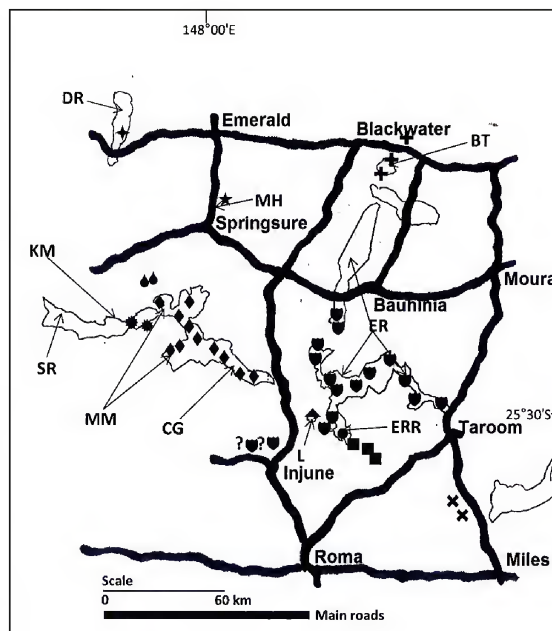 148°00'E
DR
Emerald
Blackwater
BT
MH
Springsure
KM
Moura
Bauhinia
ER
SR
MM
CG
25°30'S
ERR
Taroom
? ?
L
Injune
Roma
Miles
Scale
0 60 km
Main roads